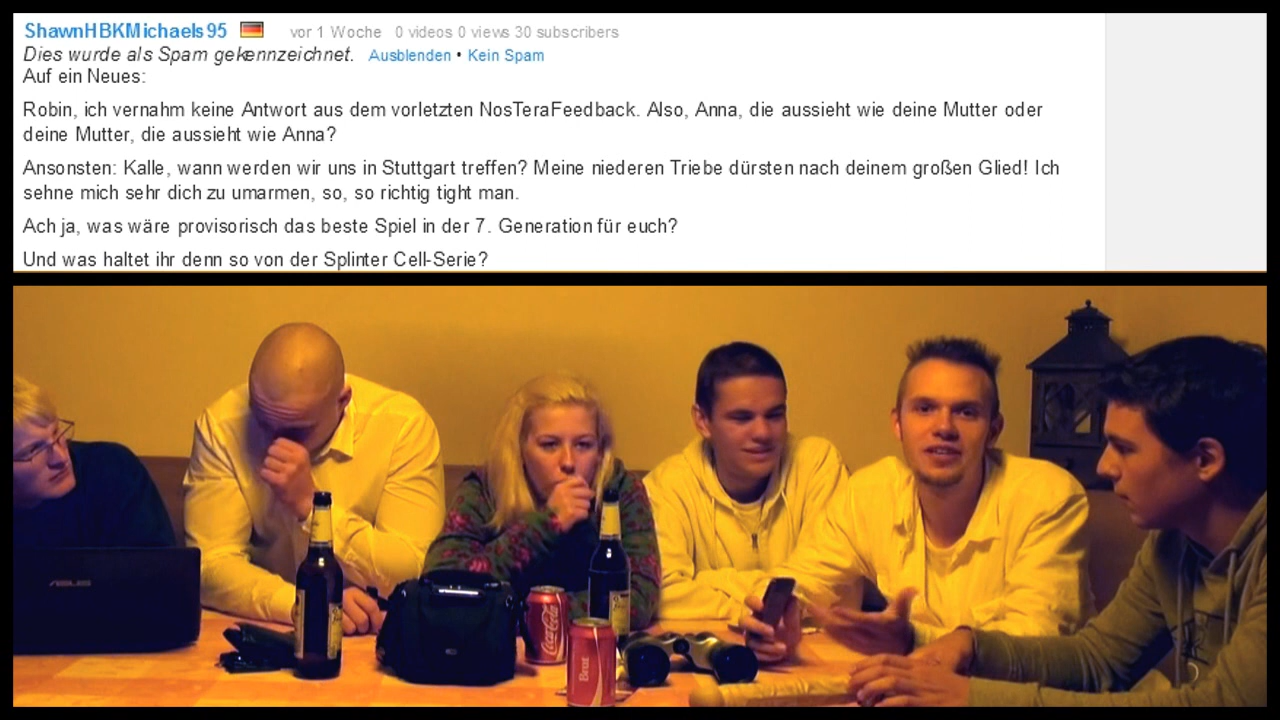 ShawnHBKMichaels95 vor 1 Woche 0 videos 0 views 30 subscribers
Dies wurde als Spam gekennzeichnet. Ausblenden • Kein Spam
Auf ein Neues:
Robin, ich vernahm keine Antwort aus dem vorletzten NosTeraFeedback. Also, Anna, die aussieht wie deine Mutter oder
deine Mutter, die aussieht wie Anna?
Ansonsten: Kalle, wann werden wir uns in Stuttgart treffen? Meine niederen Triebe dürsten nach deinem großen Glied! Ich
sehne mich sehr dich zu umarmen, so, so richtig tight man.
Ach ja, was wäre provisorisch das beste Spiel in der 7. Generation für euch?
Und was haltet ihr denn so von der Splinter Cell-Serie?
ASUS
Coca-Cola
Brut